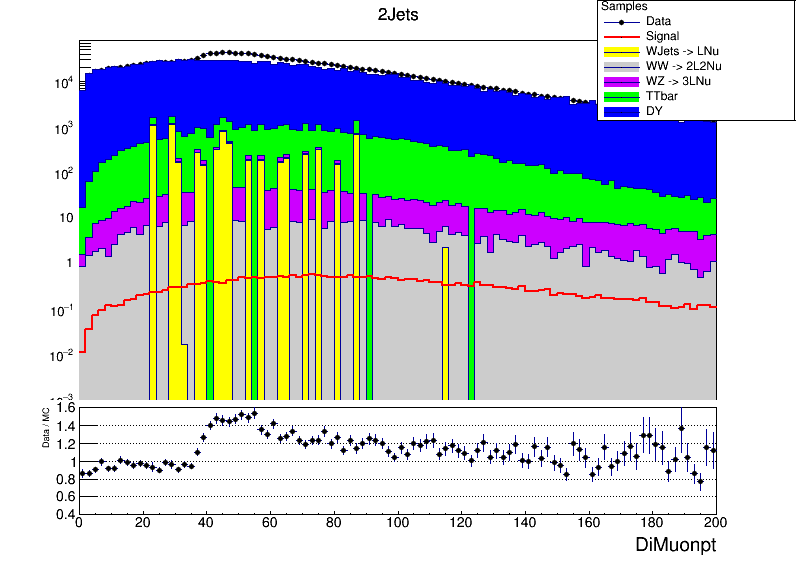 2Jets
Samples
Data
Signal
WJets -> LNu
WW -> 2L2Nu
WZ -> 3LNu
TTbar
DY
10^4
10^3
10^2
10
1
10^-1
10^-2
10^-3
Data / MC
1.6
1.4
1.2
1
0.8
0.6
0.4
0 20 40 60 80 100 120 140 160 180 200
DiMuonpt